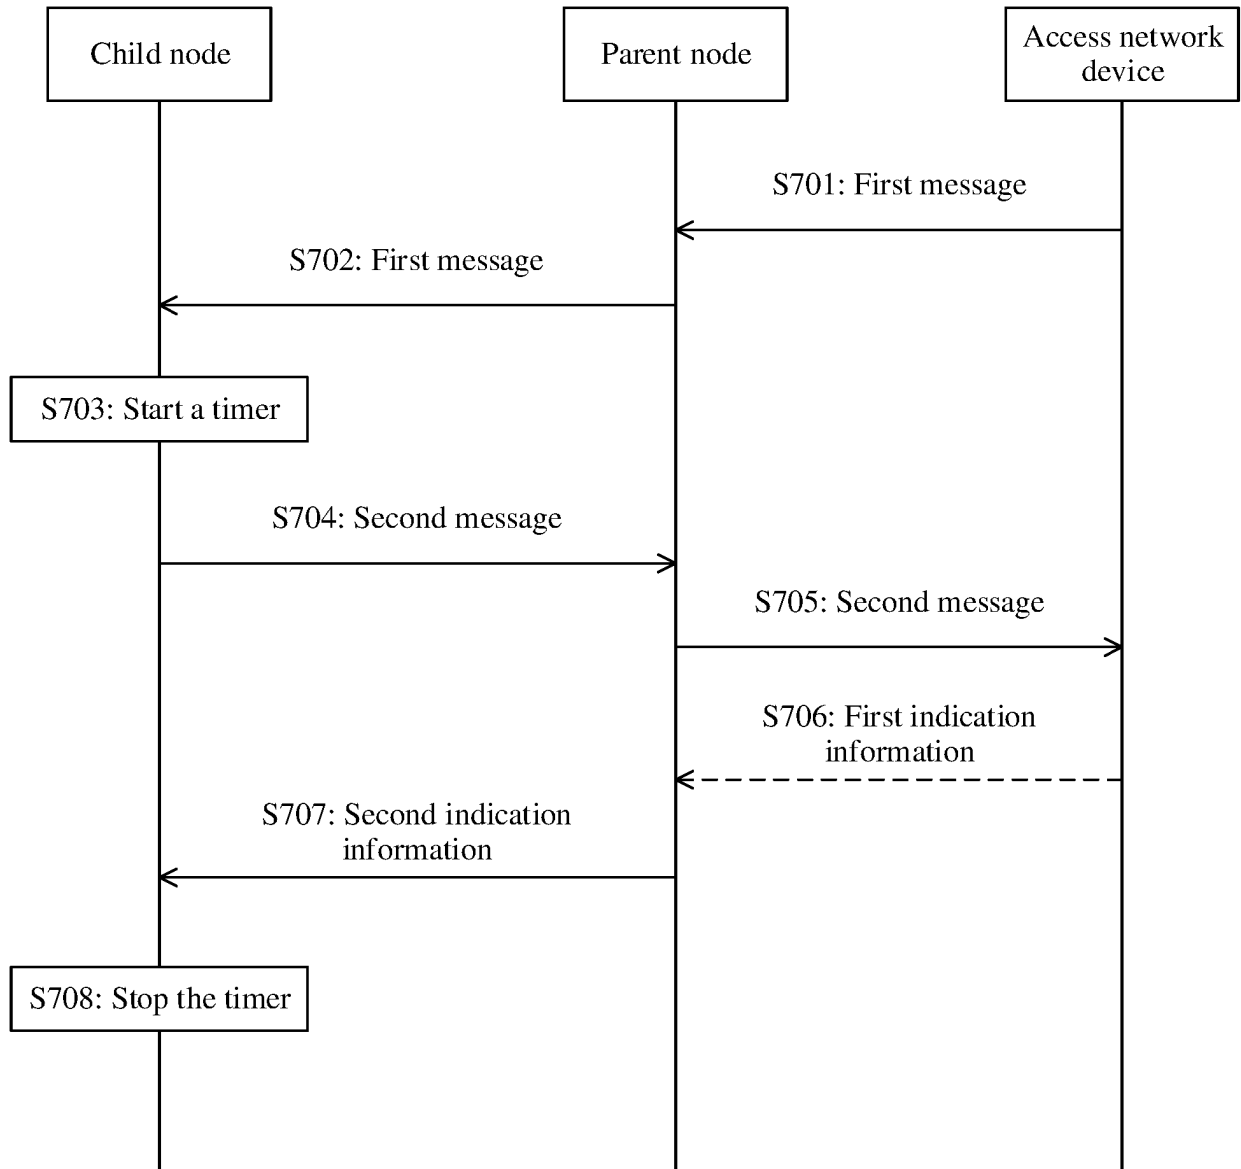 Child node
Parent node
Access network
device
S701: First message
S702: First message
S703: Start a timer
S704: Second message
S705: Second message
S706: First indication
information
S707: Second indication
information
S708: Stop the timer